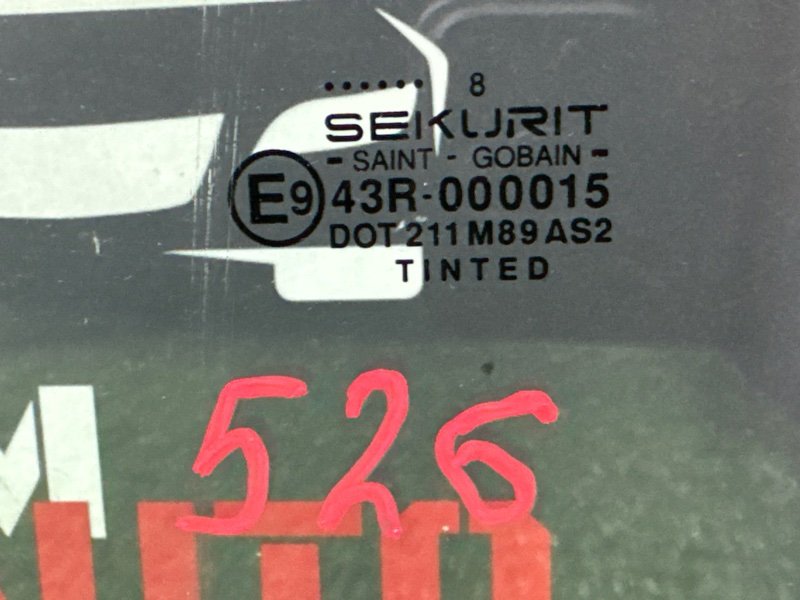 ...... 8
SEKURIT
- SAINT - GOBAIN -
E9 43R-000015
DOT 211 M89 AS2
TINTED
526